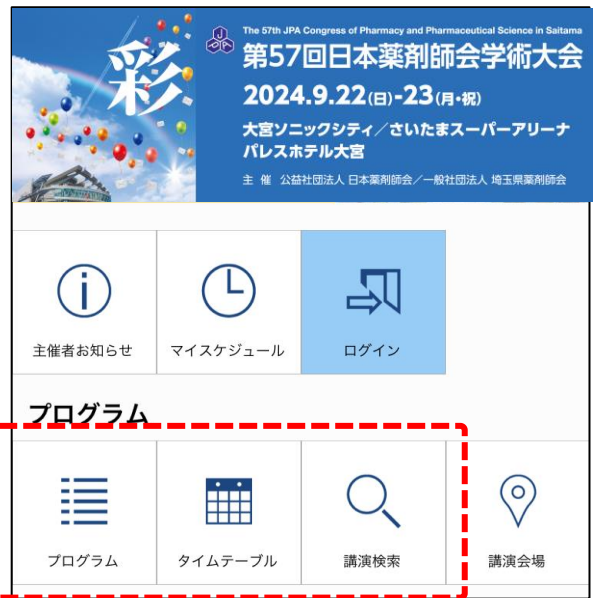 彩
The 57th JPA Congress of Pharmacy and Pharmaceutical Science in Saitama
第57回日本薬剤師会学術大会
2024.9.22(日)-23(月・祝)
大宮ソニックシティ/さいたまスーパーアリーナ
パレスホテル大宮
主 催 公益社団法人 日本薬剤師会/一般社団法人 埼玉県薬剤師会
主催者お知らせ
マイスケジュール
ログイン
プログラム
プログラム
タイムテーブル
講演検索
講演会場